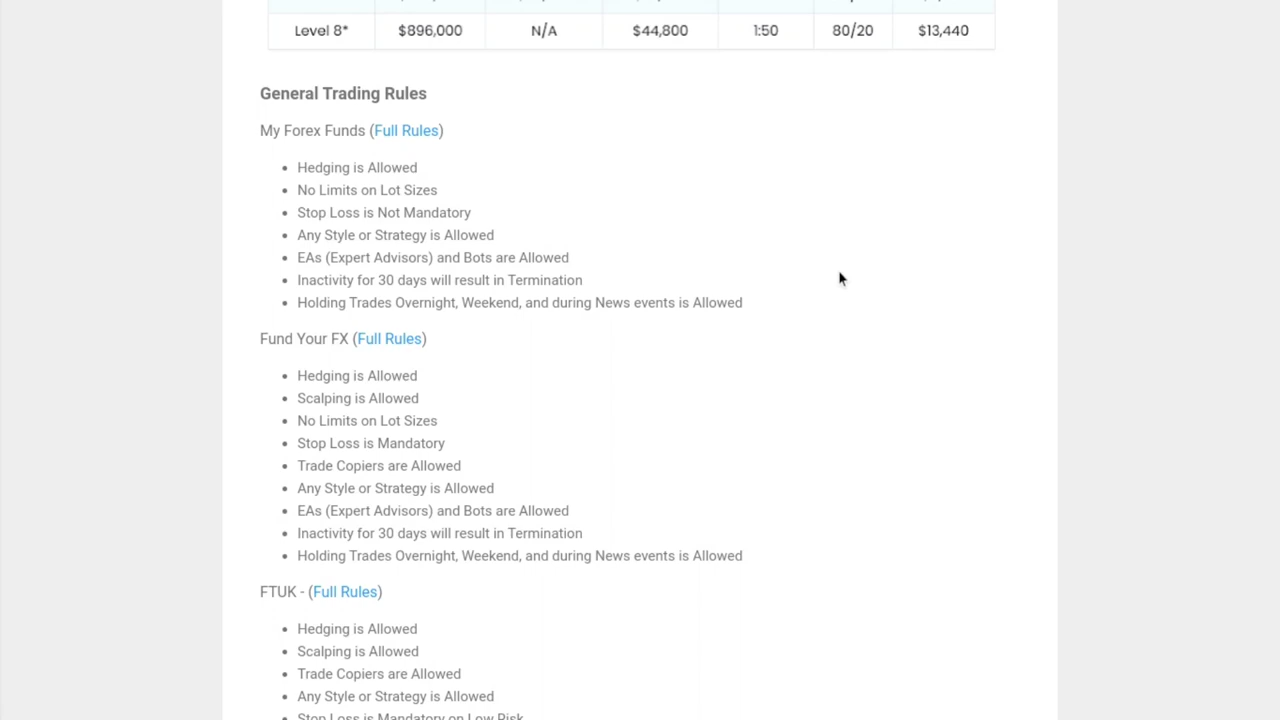 Level 8* $896,000 N/A $44,800 1:50 80/20 $13,440
General Trading Rules
My Forex Funds (Full Rules)
• Hedging is Allowed
• No Limits on Lot Sizes
• Stop Loss is Not Mandatory
• Any Style or Strategy is Allowed
• EAs (Expert Advisors) and Bots are Allowed
• Inactivity for 30 days will result in Termination
• Holding Trades Overnight, Weekend, and during News events is Allowed
Fund Your FX (Full Rules)
• Hedging is Allowed
• Scalping is Allowed
• No Limits on Lot Sizes
• Stop Loss is Mandatory
• Trade Copiers are Allowed
• Any Style or Strategy is Allowed
• EAs (Expert Advisors) and Bots are Allowed
• Inactivity for 30 days will result in Termination
• Holding Trades Overnight, Weekend, and during News events is Allowed
FTUK - (Full Rules)
• Hedging is Allowed
• Scalping is Allowed
• Trade Copiers are Allowed
• Any Style or Strategy is Allowed
• Stop Loss is Mandatory on Low Risk